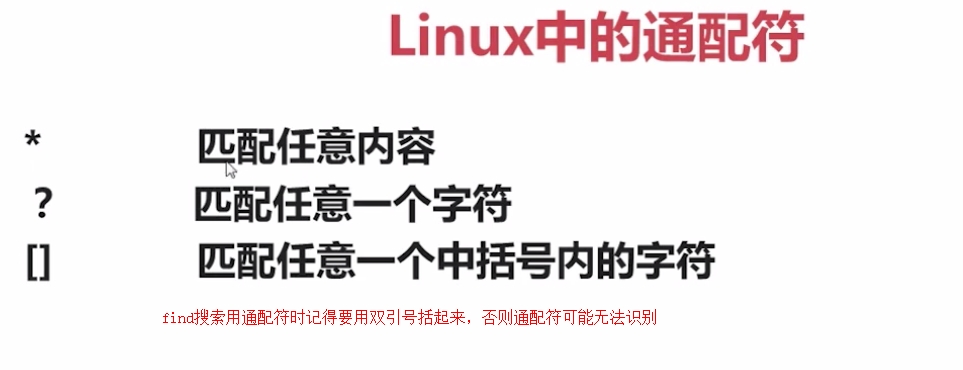 Linux中的通配符
* 匹配任意内容
？ 匹配任意一个字符
[] 匹配任意一个中括号内的字符
find搜索用通配符时记得要用双引号括起来，否则通配符可能无法识别